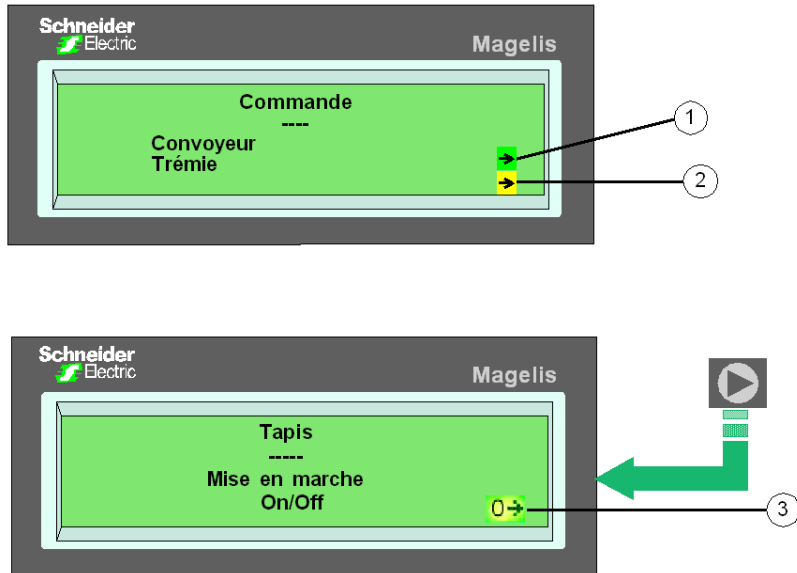 Schneider
Electric
Magelis
Commande
----
Convoyeur
Trémie
1
2
Schneider
Electric
Magelis
Tapis
-----
Mise en marche
On/Off
0
3